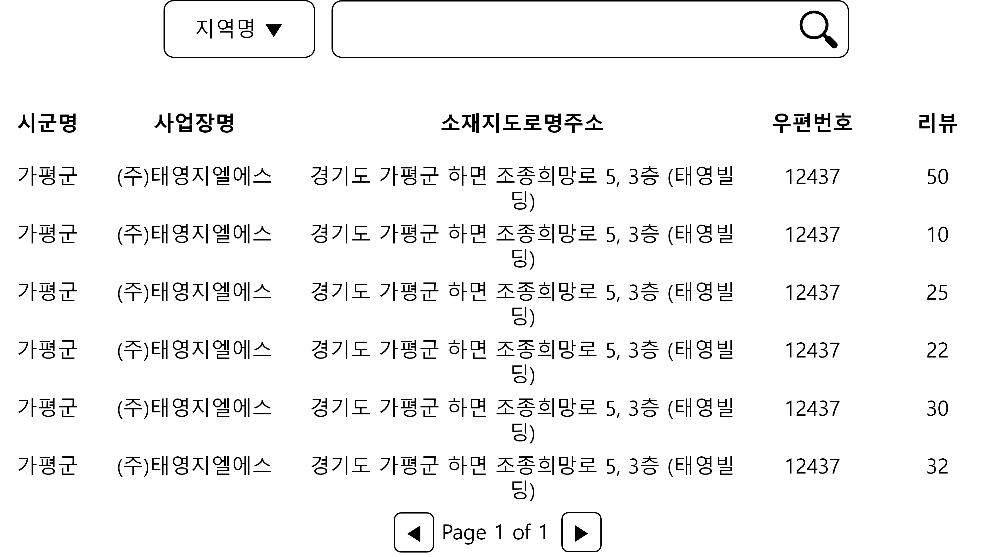 지역명 ▼
시군명 사업장명 소재지도로명주소 우편번호 리뷰
가평군 (주)태영지엘에스 경기도 가평군 하면 조종희망로 5, 3층 (태영빌 12437 50
딩)
가평군 (주)태영지엘에스 경기도 가평군 하면 조종희망로 5, 3층 (태영빌 12437 10
딩)
가평군 (주)태영지엘에스 경기도 가평군 하면 조종희망로 5, 3층 (태영빌 12437 25
딩)
가평군 (주)태영지엘에스 경기도 가평군 하면 조종희망로 5, 3층 (태영빌 12437 22
딩)
가평군 (주)태영지엘에스 경기도 가평군 하면 조종희망로 5, 3층 (태영빌 12437 30
딩)
가평군 (주)태영지엘에스 경기도 가평군 하면 조종희망로 5, 3층 (태영빌 12437 32
딩)
◀ Page 1 of 1 ▶